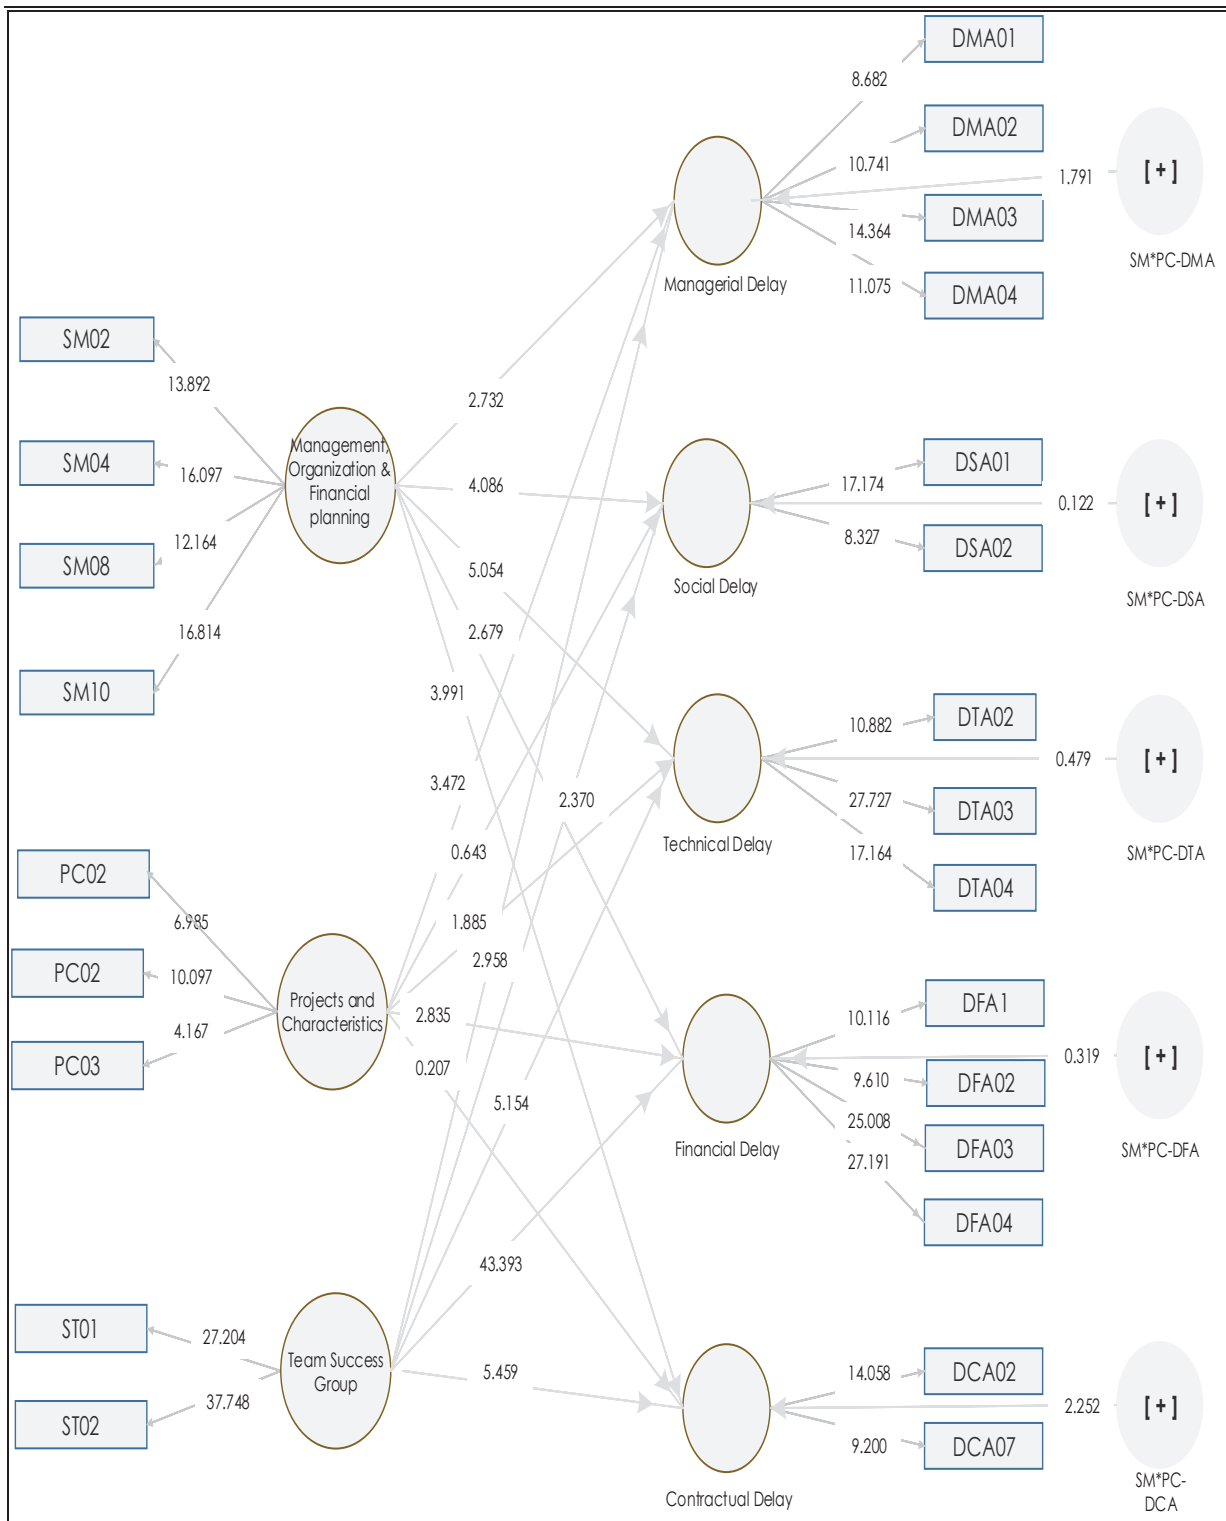 DMA01
8.682
DMA02
10.741
1.791
[ + ]
DMA03
14.364
SM*PC-DMA
Managerial Delay
11.075
DMA04
SM02
13.892
2.732
Management,
Organization &
Financial
planning
SM04
16.097
4.086
DSA01
17.174
0.122
[ + ]
8.327
DSA02
SM08
12.164
5.054
Social Delay
SM*PC-DSA
16.814
2.679
SM10
3.991
DTA02
10.882
0.479
[ + ]
3.472
2.370
27.727
DTA03
Technical Delay
SM*PC-DTA
0.643
17.164
DTA04
PC02
6.985
1.885
PC02
10.097
2.958
Projects and
Characteristics
2.835
DFA1
10.116
4.167
PC03
0.207
0.319
[ + ]
9.610
DFA02
5.154
25.008
Financial Delay
DFA03
SM*PC-DFA
27.191
DFA04
43.393
ST01
27.204
Team Success
Group
5.459
14.058
DCA02
37.748
ST02
2.252
[ + ]
9.200
DCA07
Contractual Delay
SM*PC-
DCA